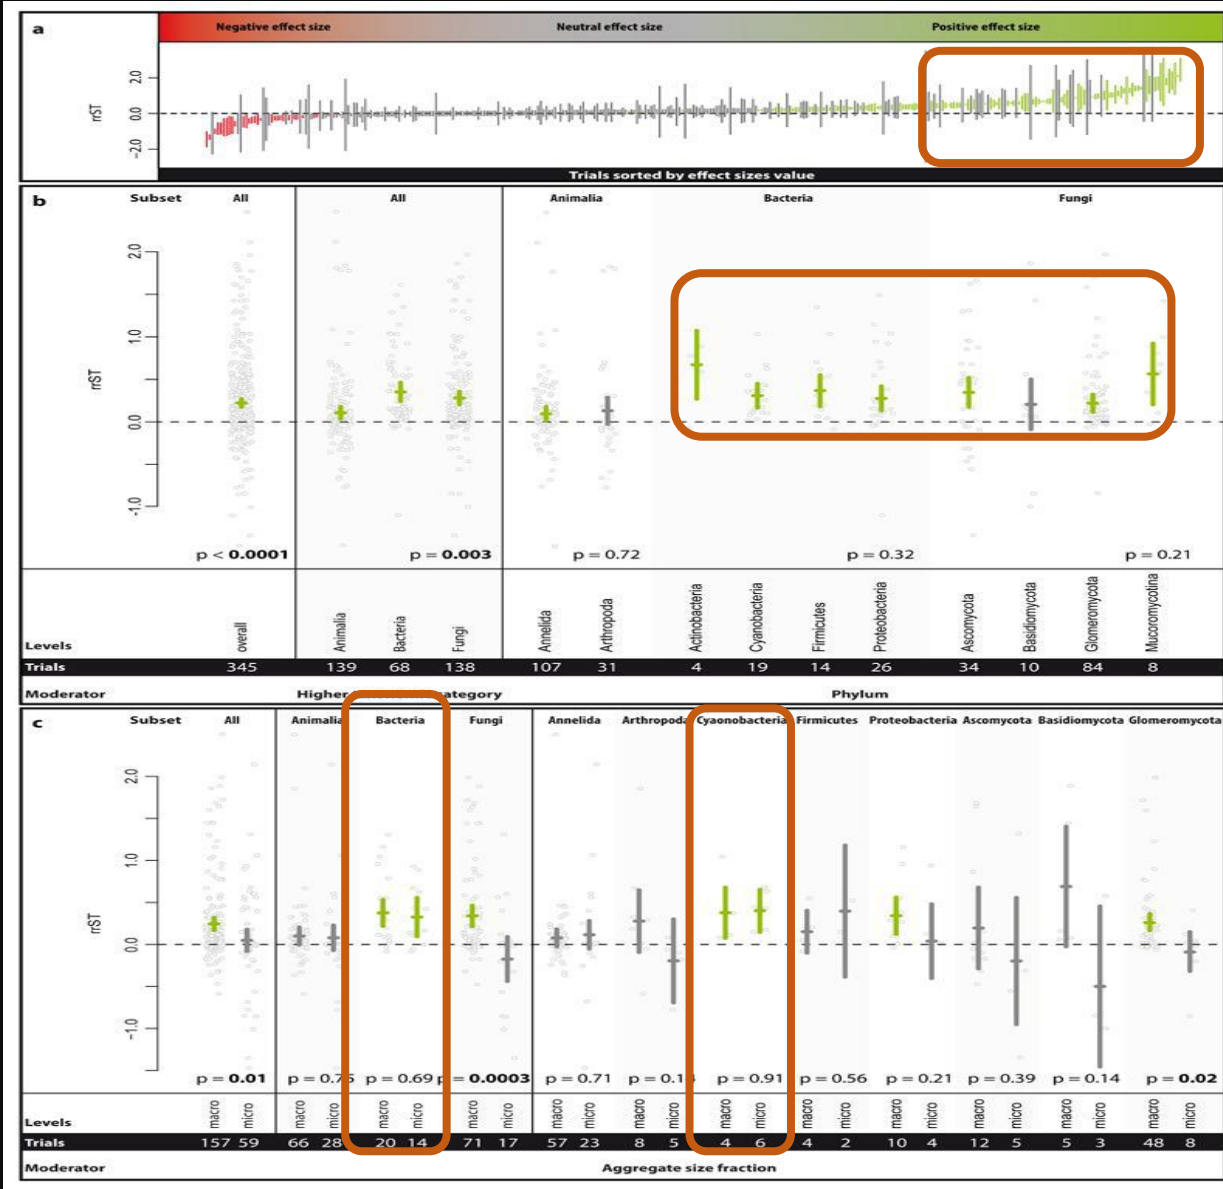 a
Negative effect size Neutral effect size Positive effect size
rrST
2.0
0.0
-2.0
Trials sorted by effect sizes value
b Subset All All Animalia Bacteria Fungi
rrST
2.0
1.0
0.0
-1.0
p < 0.0001 p = 0.003 p = 0.72 p = 0.32 p = 0.21
Levels overall Animalia Bacteria Fungi Annelida Arthropoda Actinobacteria Cyanobacteria Firmicutes Proteobacteria Ascomycota Basidiomycota Glomeromycota Mucoromycotina
Trials 345 139 68 138 107 31 4 19 14 26 34 10 84 8
Moderator Higher category Phylum
c Subset All Animalia Bacteria Fungi Annelida Arthropoda Cyaonobacteria Firmicutes Proteobacteria Ascomycota Basidiomycota Glomeromycota
rrST
2.0
1.0
0.0
-1.0
p = 0.01 p = 0.75 p = 0.69 p = 0.0003 p = 0.71 p = 0.1 p = 0.91 p = 0.56 p = 0.21 p = 0.39 p = 0.14 p = 0.02
Levels macro micro macro micro macro micro macro micro macro micro macro micro macro micro macro micro macro micro macro micro macro micro macro micro
Trials 157 59 66 28 20 14 71 17 57 23 8 5 4 6 4 2 10 4 12 5 5 3 48 8
Moderator Aggregate size fraction